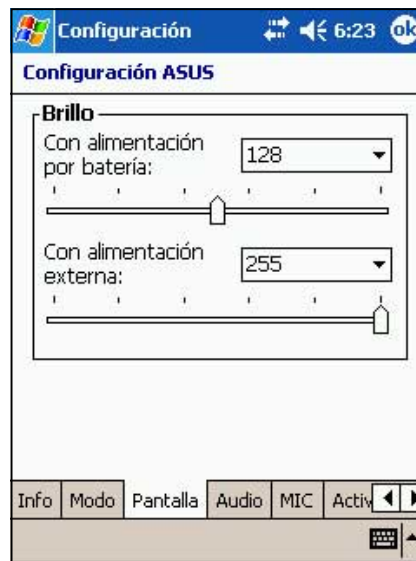 Configuración 6:23 ok
Configuración ASUS
Brillo
Con alimentación
por batería:
128
Con alimentación
externa:
255
Info Modo Pantalla Audio MIC Activ